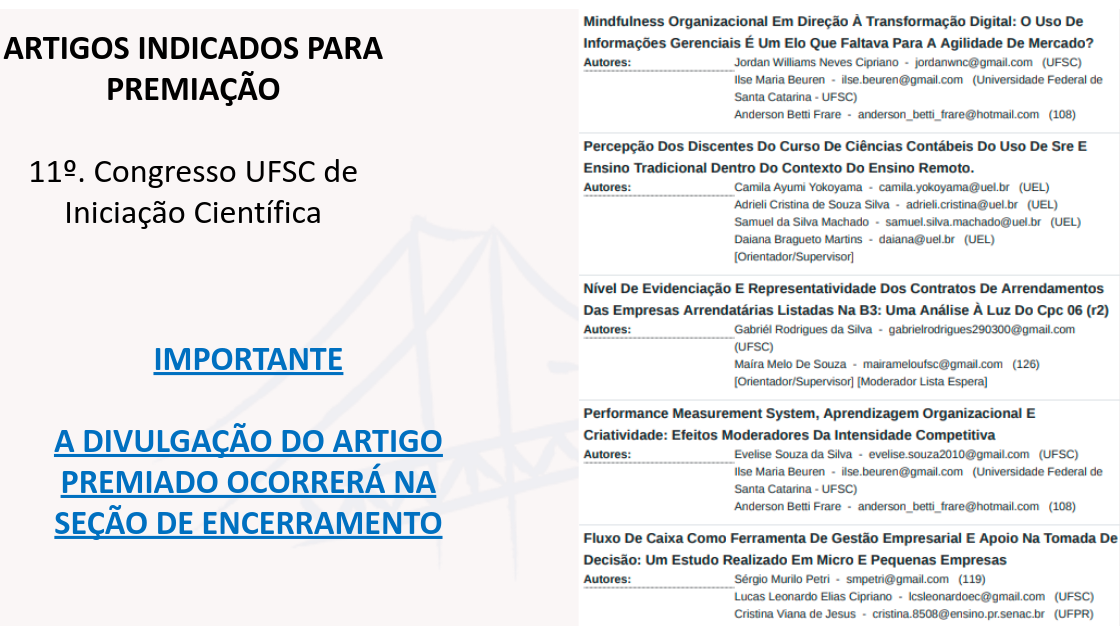 ARTIGOS INDICADOS PARA
PREMIAÇÃO
11º. Congresso UFSC de
Iniciação Científica
IMPORTANTE
A DIVULGAÇÃO DO ARTIGO
PREMIADO OCORRERÁ NA
SEÇÃO DE ENCERRAMENTO
Mindfulness Organizacional Em Direção À Transformação Digital: O Uso De
Informações Gerenciais É Um Elo Que Faltava Para A Agilidade De Mercado?
Autores: Jordan Williams Neves Cipriano - jordanwnc@gmail.com (UFSC)
Ilse Maria Beuren - ilse.beuren@gmail.com (Universidade Federal de
Santa Catarina - UFSC)
Anderson Betti Frare - anderson_betti_frare@hotmail.com (108)
Percepção Dos Discentes Do Curso De Ciências Contábeis Do Uso De Sre E
Ensino Tradicional Dentro Do Contexto Do Ensino Remoto.
Autores: Camila Ayumi Yokoyama - camila.yokoyama@uel.br (UEL)
Adrieli Cristina de Souza Silva - adrieli.cristina@uel.br (UEL)
Samuel da Silva Machado - samuel.silva.machado@uel.br (UEL)
Daiana Bragueto Martins - daiana@uel.br (UEL)
[Orientador/Supervisor]
Nível De Evidenciação E Representatividade Dos Contratos De Arrendamentos
Das Empresas Arrendatárias Listadas Na B3: Uma Análise À Luz Do Cpc 06 (r2)
Autores: Gabriél Rodrigues da Silva - gabrielrodrigues290300@gmail.com
(UFSC)
Maíra Melo De Souza - mairameloufsc@gmail.com (126)
[Orientador/Supervisor] [Moderador Lista Espera]
Performance Measurement System, Aprendizagem Organizacional E
Criatividade: Efeitos Moderadores Da Intensidade Competitiva
Autores: Evelise Souza da Silva - evelise.souza2010@gmail.com (UFSC)
Ilse Maria Beuren - ilse.beuren@gmail.com (Universidade Federal de
Santa Catarina - UFSC)
Anderson Betti Frare - anderson_betti_frare@hotmail.com (108)
Fluxo De Caixa Como Ferramenta De Gestão Empresarial E Apoio Na Tomada De
Decisão: Um Estudo Realizado Em Micro E Pequenas Empresas
Autores: Sérgio Murilo Petri - smpetri@gmail.com (119)
Lucas Leonardo Elias Cipriano - lcsleonardoec@gmail.com (UFSC)
Cristina Viana de Jesus - cristina.8508@ensino.pr.senac.br (UFPR)